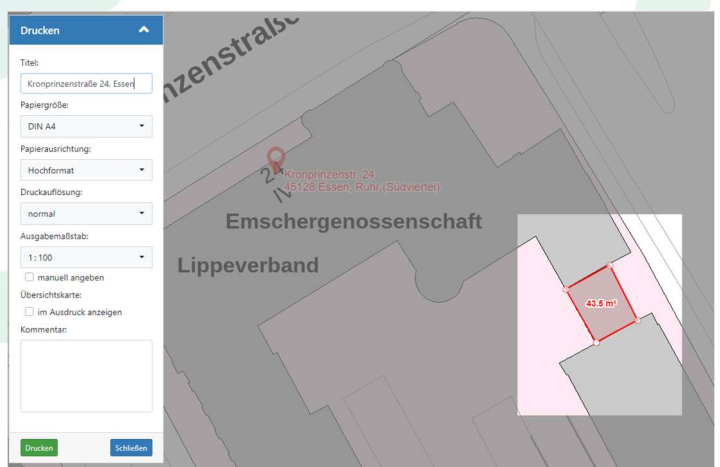 Drucken
Titel:
Kronprinzenstraße 24, Essen
Papiergröße:
DIN A4
Papierausrichtung:
Hochformat
Druckauflösung:
normal
Ausgabemaßstab:
1 : 100
manuell angeben
Übersichtskarte:
im Ausdruck anzeigen
Kommentar:
Drucken
Schließen
nzenstraße
24
IV
Kronprinzenstr. 24
45128 Essen, Ruhr (Südviertel)
Emschergenossenschaft
Lippeverband
43.5 m²